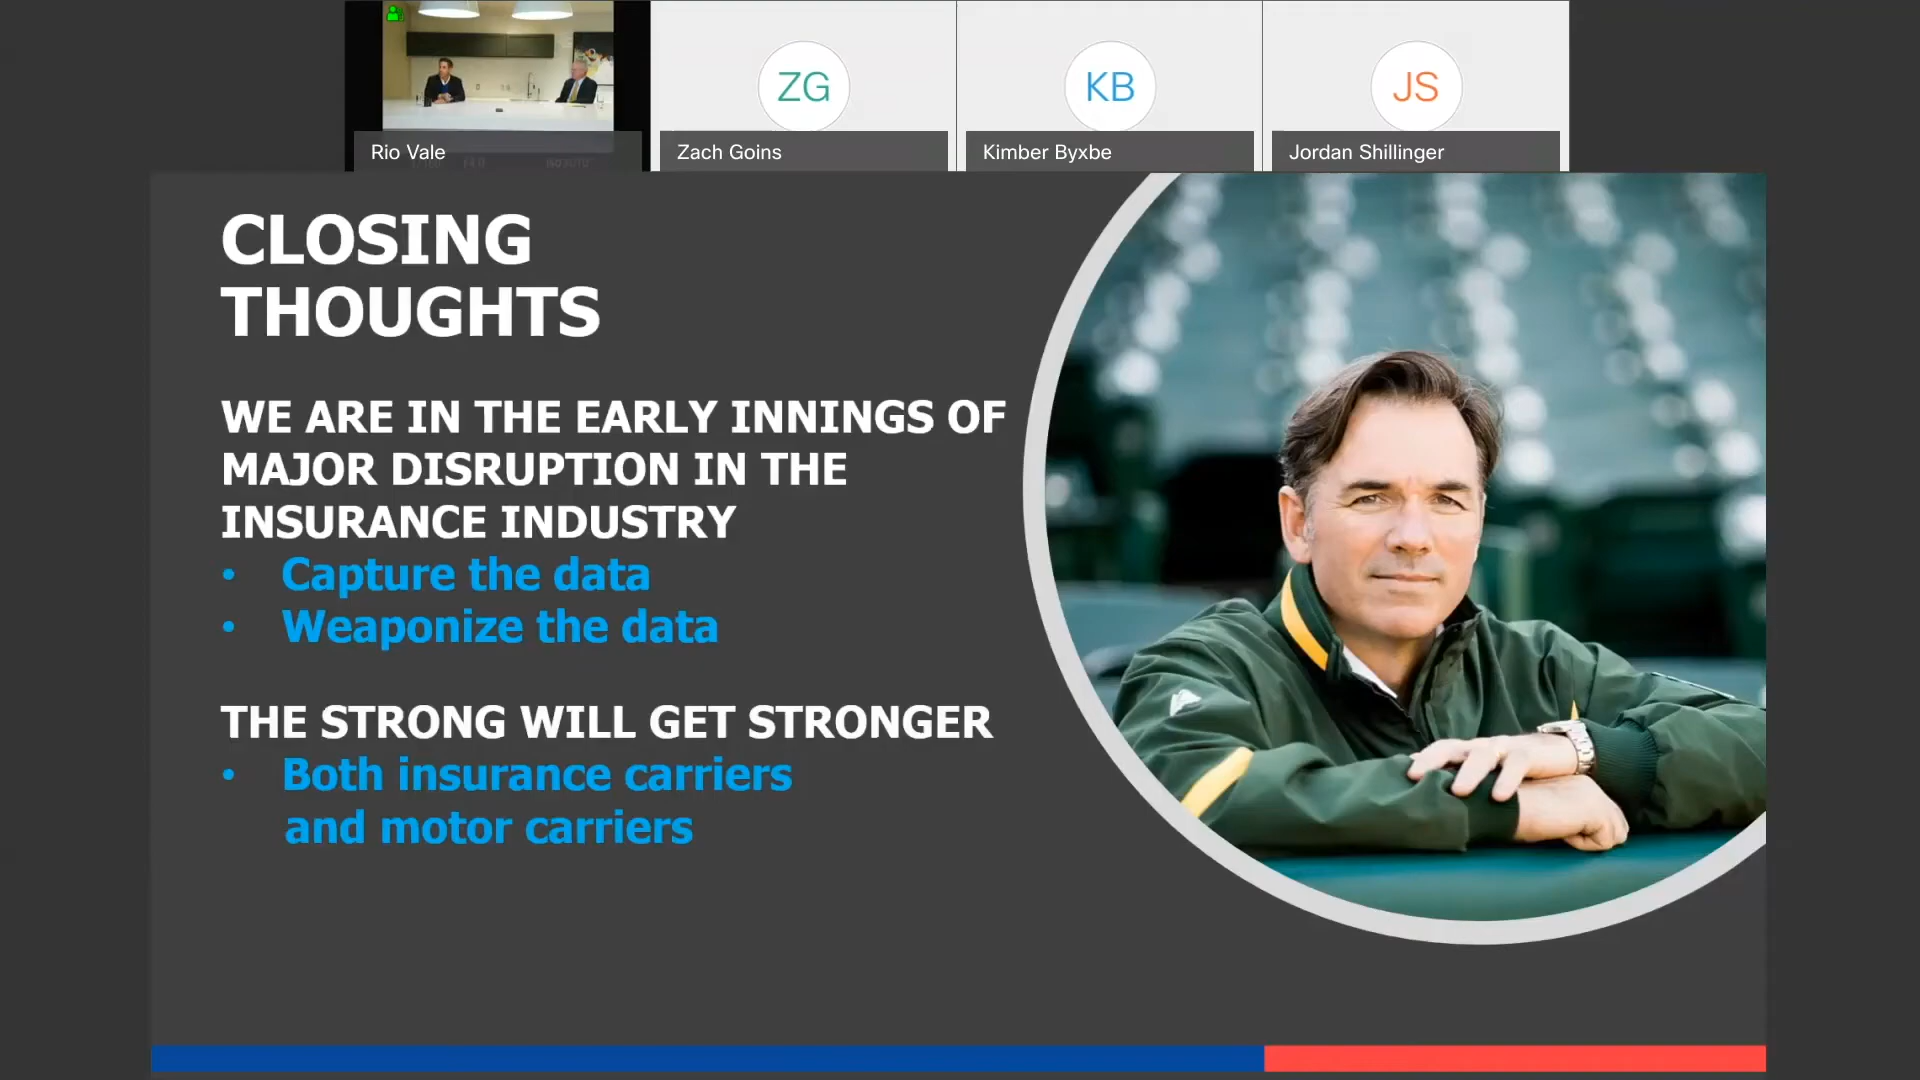 Rio Vale
ZG
Zach Goins
KB
Kimber Byxbe
JS
Jordan Shillinger
CLOSING
THOUGHTS
WE ARE IN THE EARLY INNINGS OF
MAJOR DISRUPTION IN THE
INSURANCE INDUSTRY
• Capture the data
• Weaponize the data
THE STRONG WILL GET STRONGER
• Both insurance carriers
and motor carriers